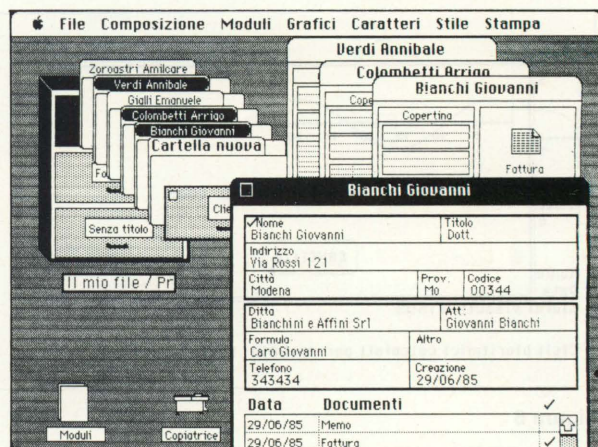 File Composizione Moduli Grafici Caratteri Stile Stampa
Verdi Annibale
Colombetti Arrigo
Bianchi Giovanni
Copertina
Fattura
Zoroastri Amilcare
Verdi Annibale
Gialli Emanuele
Colombetti Arrigo
Bianchi Giovanni
Cartella nuova
Fo
Clie
Senza titolo
Il mio file / Pr
Moduli
Copiatrice
Bianchi Giovanni
Nome Titolo
Bianchi Giovanni Dott.
Indirizzo
Via Rossi 121
Città Prov. Codice
Modena Mo 00344
Ditta Att:
Bianchini e Affini Srl Giovanni Bianchi
Formula Altro
Caro Giovanni
Telefono Creazione
343434 29/06/85
Data Documenti
29/06/85 Memo
29/06/85 Fattura